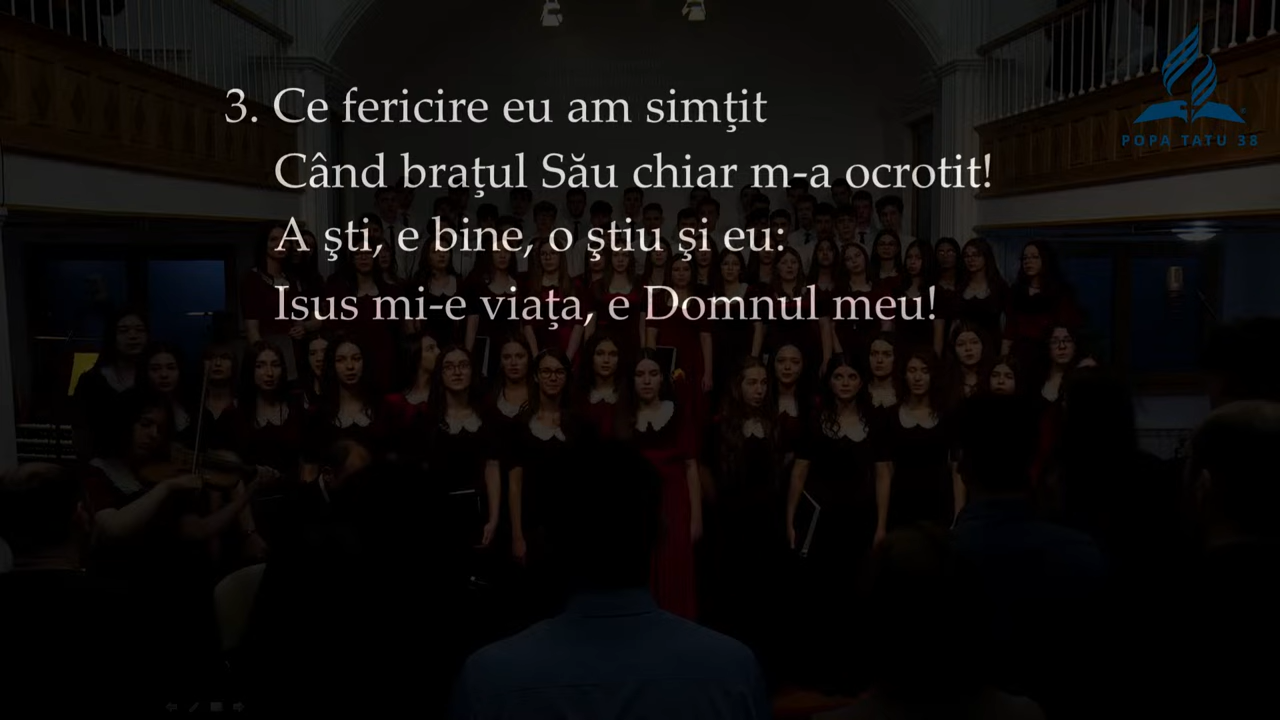 3. Ce fericire eu am simţit
Când braţul Său chiar m-a ocrotit!
A şti, e bine, o ştiu şi eu:
Isus mi-e viaţa, e Domnul meu!
POPA TATU 38